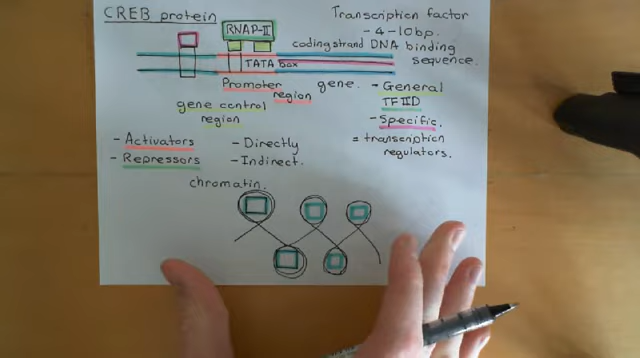 CREB protein
RNAP-II
TATA box
Promoter
region
gene.
gene control
region
coding strand
Transcription factor
- 4-10bp.
DNA binding
sequence.
- General
TFIID
- Specific.
= transcription
regulators.
- Activators
- Repressors
- Directly
- Indirect.
chromatin.